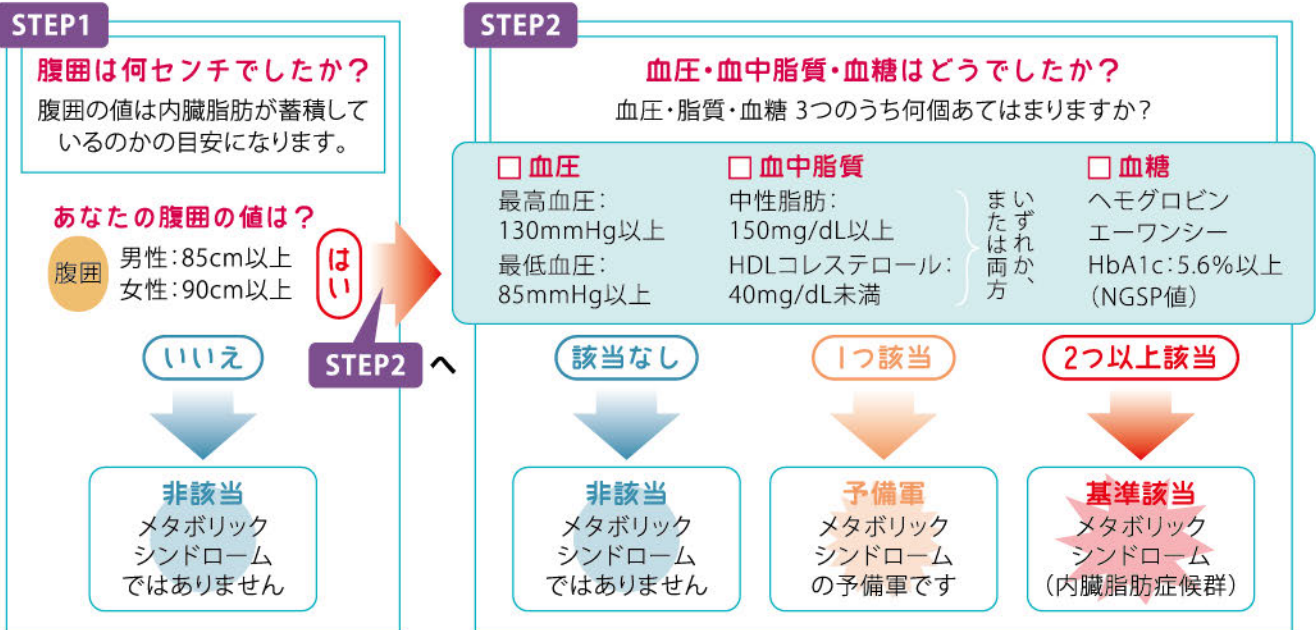 STEP1
腹囲は何センチでしたか？
腹囲の値は内臓脂肪が蓄積して
いるのかの目安になります。
あなたの腹囲の値は？
腹囲
男性：85cm以上
女性：90cm以上
はい
STEP2 へ
いいえ
非該当
メタボリック
シンドローム
ではありません
STEP2
血圧・血中脂質・血糖はどうでしたか？
血圧・脂質・血糖 3つのうち何個あてはまりますか？
□ 血圧
最高血圧：
130mmHg以上
最低血圧：
85mmHg以上
□ 血中脂質
中性脂肪：
150mg/dL以上
HDLコレステロール：
40mg/dL未満
いずれか、
または両方
□ 血糖
ヘモグロビン
エーワンシー
HbA1c：5.6%以上
（NGSP値）
該当なし
非該当
メタボリック
シンドローム
ではありません
1つ該当
予備軍
メタボリック
シンドローム
の予備軍です
2つ以上該当
基準該当
メタボリック
シンドローム
（内臓脂肪症候群）